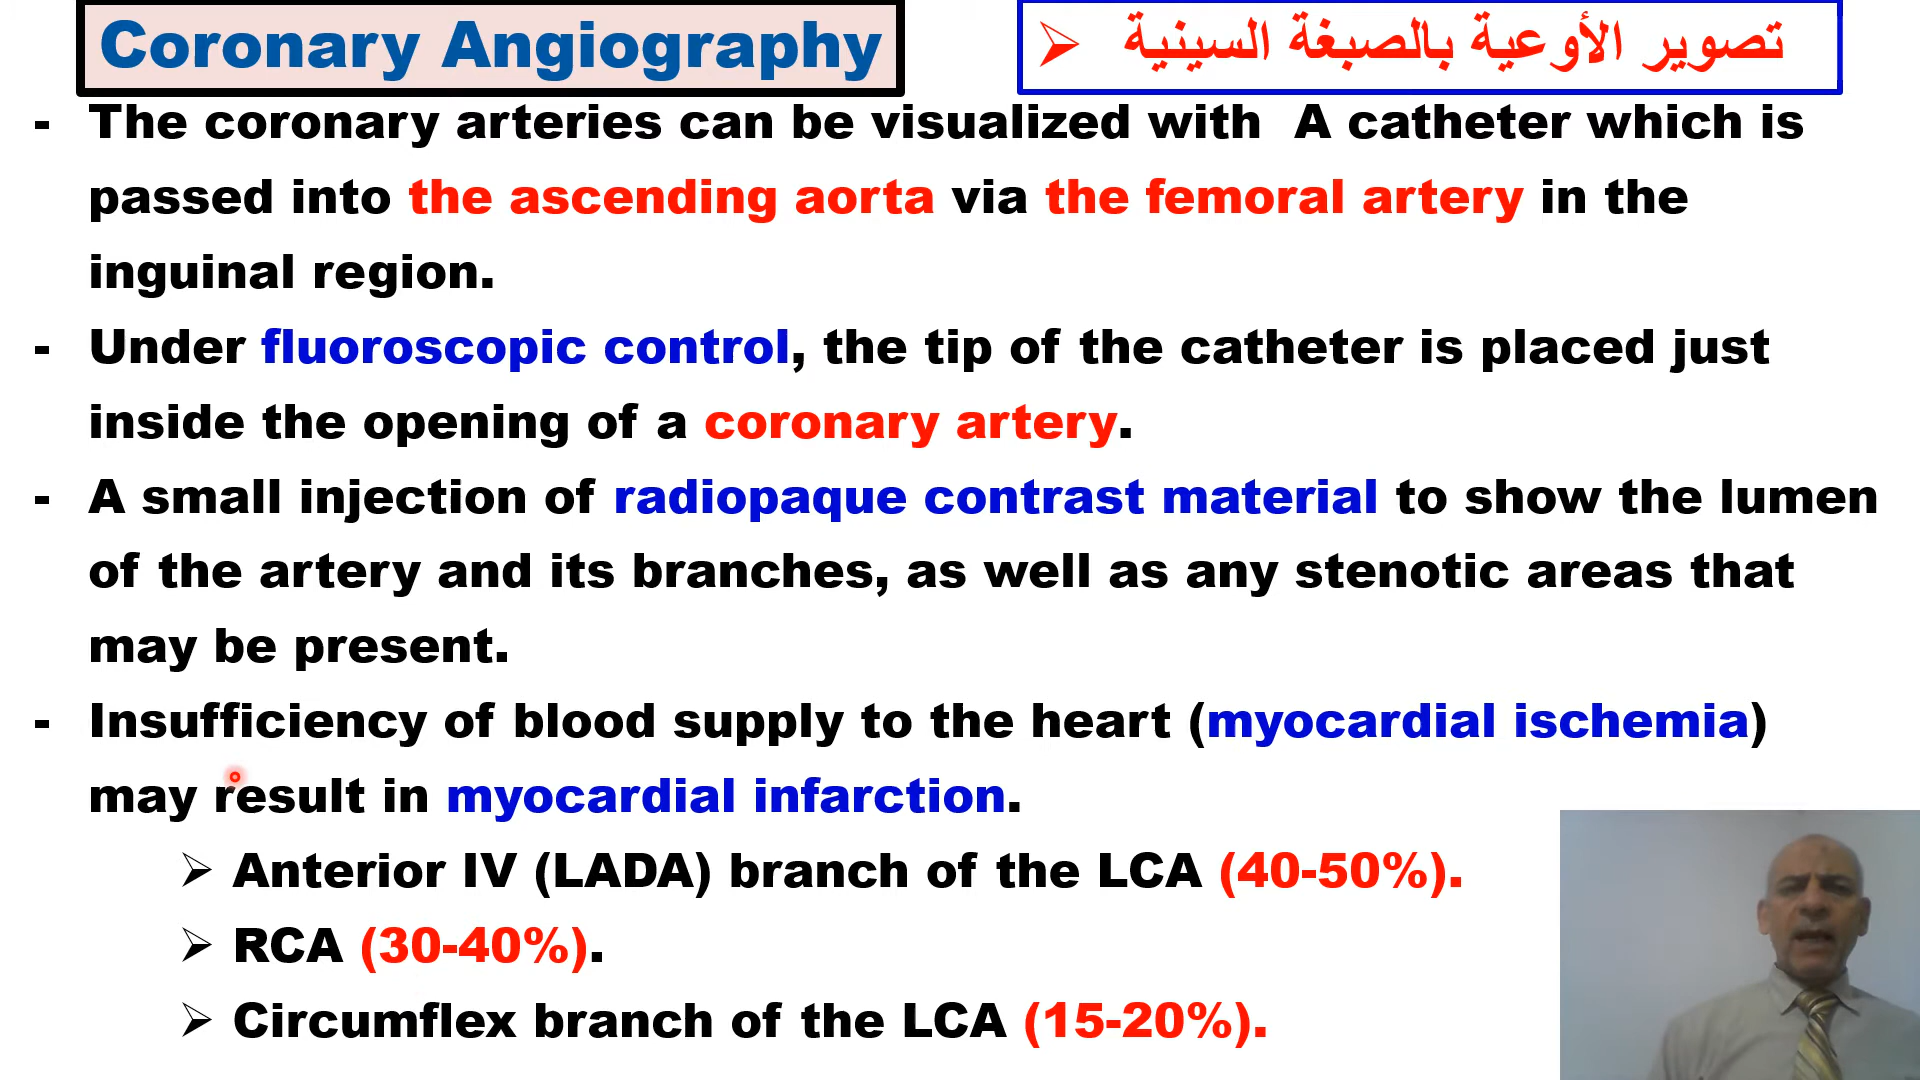 Coronary Angiography
➢ تصوير الأوعية بالصبغة السينية
- The coronary arteries can be visualized with A catheter which is
passed into the ascending aorta via the femoral artery in the
inguinal region.
- Under fluoroscopic control, the tip of the catheter is placed just
inside the opening of a coronary artery.
- A small injection of radiopaque contrast material to show the lumen
of the artery and its branches, as well as any stenotic areas that
may be present.
- Insufficiency of blood supply to the heart (myocardial ischemia)
may result in myocardial infarction.
➢ Anterior IV (LADA) branch of the LCA (40-50%).
➢ RCA (30-40%).
➢ Circumflex branch of the LCA (15-20%).